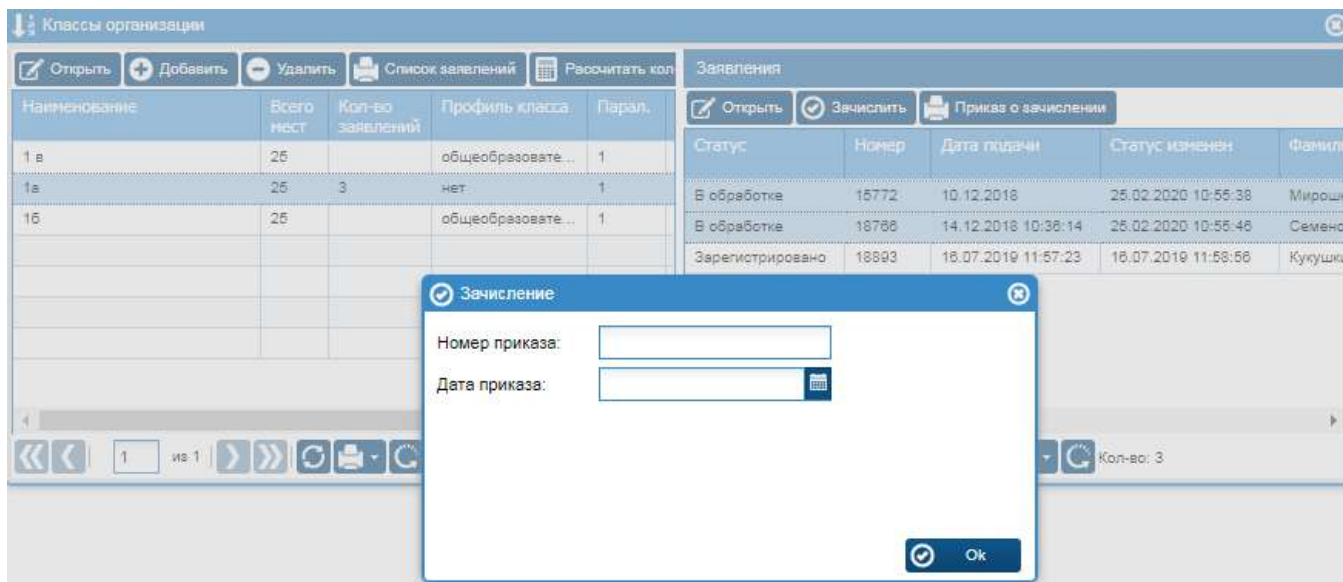 Классы организации
Открыть Добавить Удалить Список заявлений Рассчитать кол-
Наименование Всего мест Кол-во заявлений Профиль класса Парал.
1 в 25 общеобразовате... 1
1а 25 3 нет 1
1б 25 общеобразовате... 1
1 из 1
Заявления
Открыть Зачислить Приказ о зачислении
Статус Номер Дата подачи Статус изменен Фамили
В обработке 15772 10.12.2018 25.02.2020 10:55:38 Мирош
В обработке 18766 14.12.2018 10:36:14 25.02.2020 10:55:46 Семено
Зарегистрировано 18893 16.07.2019 11:57:23 16.07.2019 11:58:56 Кукушк
Кол-во: 3
Зачисление
Номер приказа:
Дата приказа:
Ok